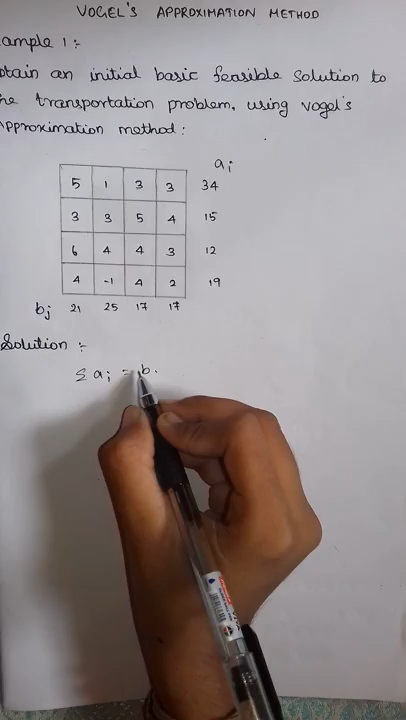 VOGEL'S APPROXIMATION METHOD
ample 1 :-
tain an initial basic feasible solution to
he transportation problem, using vogel's
Approximation method :
ai
5 1 3 3 34
3 3 5 4 15
6 4 4 3 12
4 -1 4 2 19
bj 21 25 17 17
Solution :-
Σ ai = b.